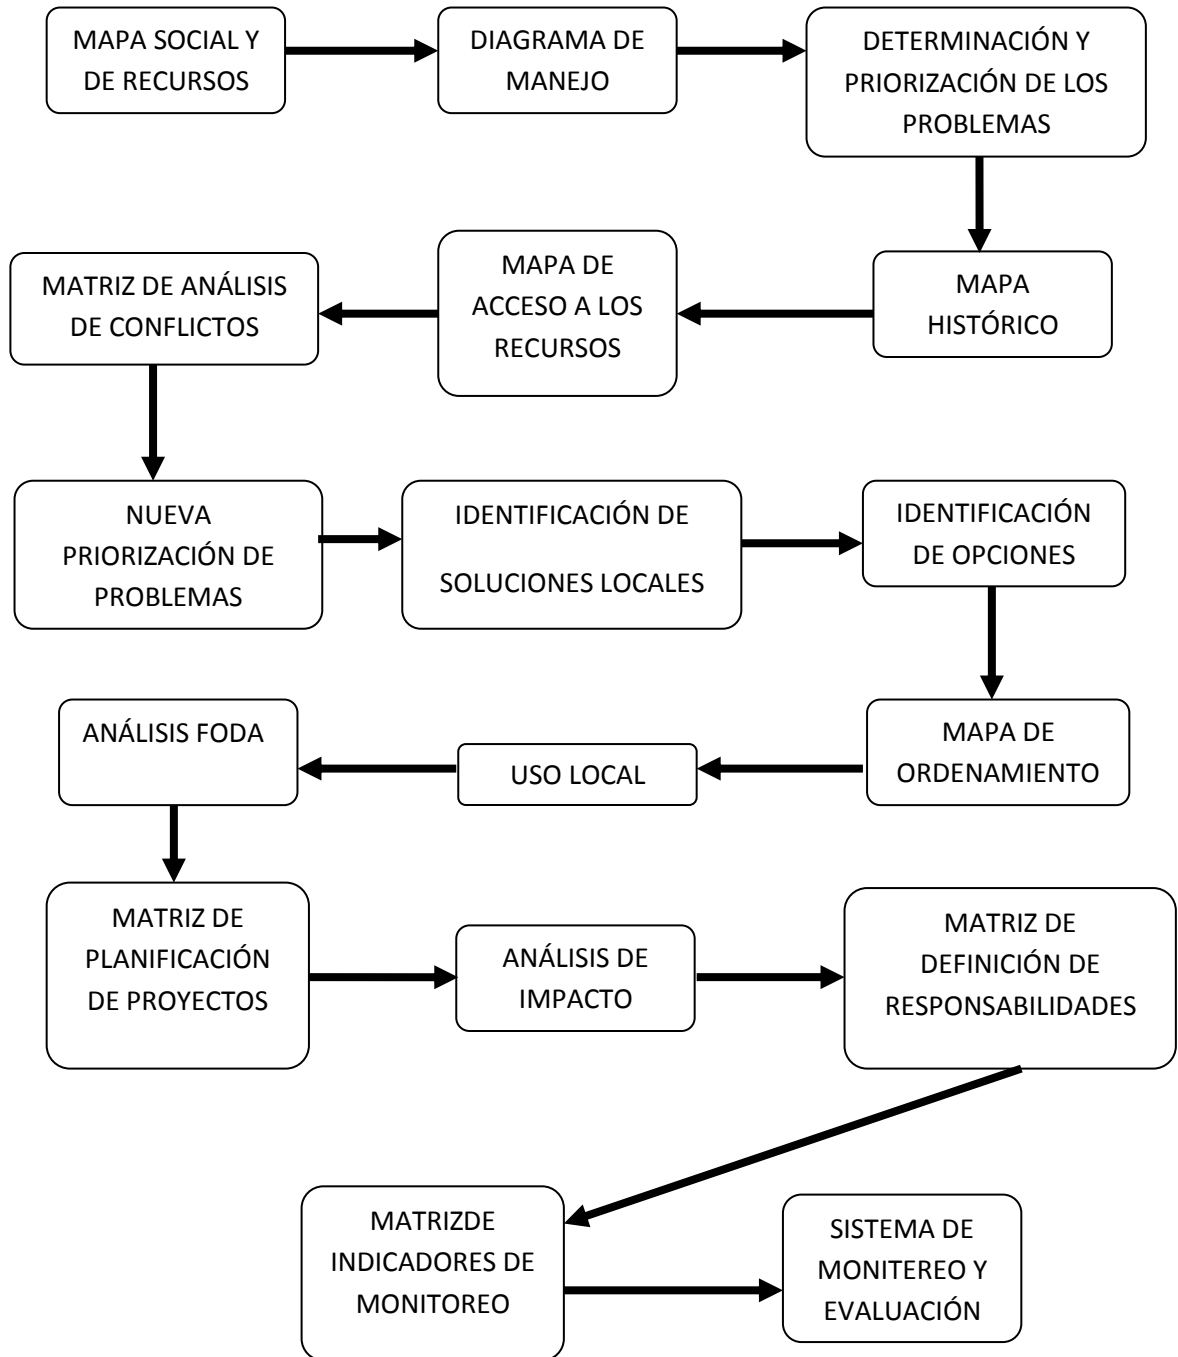 MAPA SOCIAL Y
DE RECURSOS
DIAGRAMA DE
MANEJO
DETERMINACIÓN Y
PRIORIZACIÓN DE LOS
PROBLEMAS
MAPA
HISTÓRICO
MAPA DE
ACCESO A LOS
RECURSOS
MATRIZ DE ANÁLISIS
DE CONFLICTOS
NUEVA
PRIORIZACIÓN DE
PROBLEMAS
IDENTIFICACIÓN DE
SOLUCIONES LOCALES
IDENTIFICACIÓN
DE OPCIONES
MAPA DE
ORDENAMIENTO
USO LOCAL
ANÁLISIS FODA
MATRIZ DE
PLANIFICACIÓN
DE PROYECTOS
ANÁLISIS DE
IMPACTO
MATRIZ DE
DEFINICIÓN DE
RESPONSABILIDADES
MATRIZDE
INDICADORES DE
MONITOREO
SISTEMA DE
MONITEREO Y
EVALUACIÓN